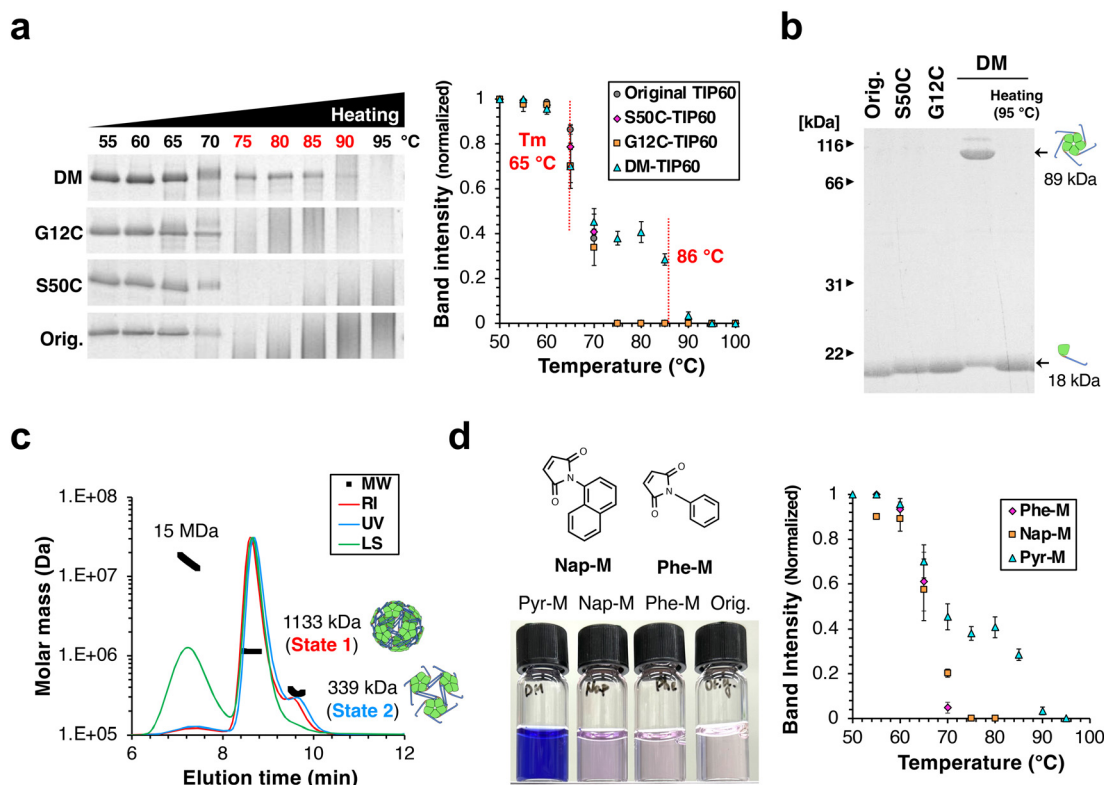 a
Heating
55 60 65 70 75 80 85 90 95 °C
DM
G12C
S50C
Orig.
Band intensity (normalized)
1
0.8
0.6
0.4
0.2
0
50 60 70 80 90 100
Temperature (°C)
Original TIP60
S50C-TIP60
G12C-TIP60
DM-TIP60
Tm
65 °C
86 °C
b
Orig.
S50C
G12C
DM
Heating
(95 °C)
[kDa]
116
66
31
22
89 kDa
18 kDa
c
Molar mass (Da)
1.E+08
1.E+07
1.E+06
1.E+05
6 8 10 12
Elution time (min)
MW
RI
UV
LS
15 MDa
1133 kDa
(State 1)
339 kDa
(State 2)
d
O
N
O
O
N
O
Nap-M
Phe-M
Pyr-M Nap-M Phe-M Orig.
DM
Nap
Phe
Orig.
Band Intensity (Normalized)
1
0.8
0.6
0.4
0.2
0
50 60 70 80 90 100
Temperature (°C)
Phe-M
Nap-M
Pyr-M